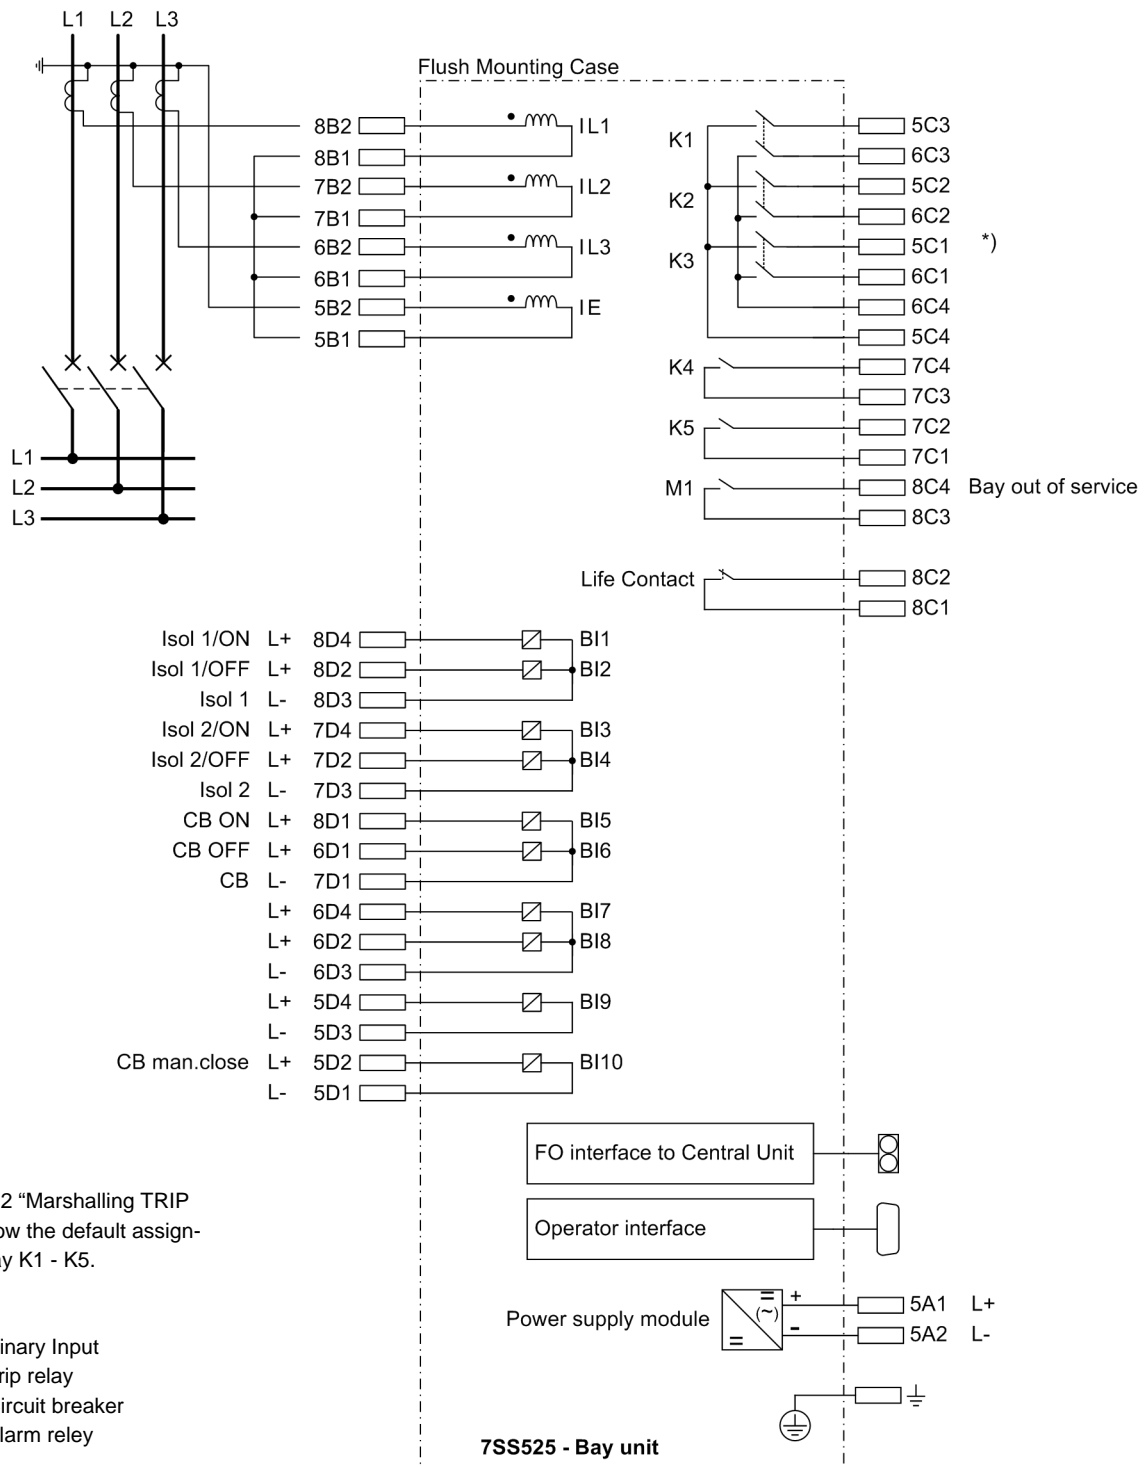 L1 L2 L3
Flush Mounting Case
8B2 IL1
8B1
7B2 IL2
7B1
6B2 IL3
6B1
5B2 IE
5B1
K1 5C3
6C3
K2 5C2
6C2
K3 5C1 *)
6C1
6C4
5C4
K4 7C4
7C3
K5 7C2
7C1
M1 8C4 Bay out of service
8C3
L1
L2
L3
Life Contact 8C2
8C1
Isol 1/ON L+ 8D4 BI1
Isol 1/OFF L+ 8D2 BI2
Isol 1 L- 8D3
Isol 2/ON L+ 7D4 BI3
Isol 2/OFF L+ 7D2 BI4
Isol 2 L- 7D3
CB ON L+ 8D1 BI5
CB OFF L+ 6D1 BI6
CB L- 7D1
L+ 6D4 BI7
L+ 6D2 BI8
L- 6D3
L+ 5D4 BI9
L- 5D3
CB man.close L+ 5D2 BI10
L- 5D1
FO interface to Central Unit
2 “Marshalling TRIP
ow the default assign-
ay K1 - K5.
Operator interface
Power supply module = (~) = + 5A1 L+
- 5A2 L-
inary Input
rip relay
ircuit breaker
larm reley
7SS525 - Bay unit